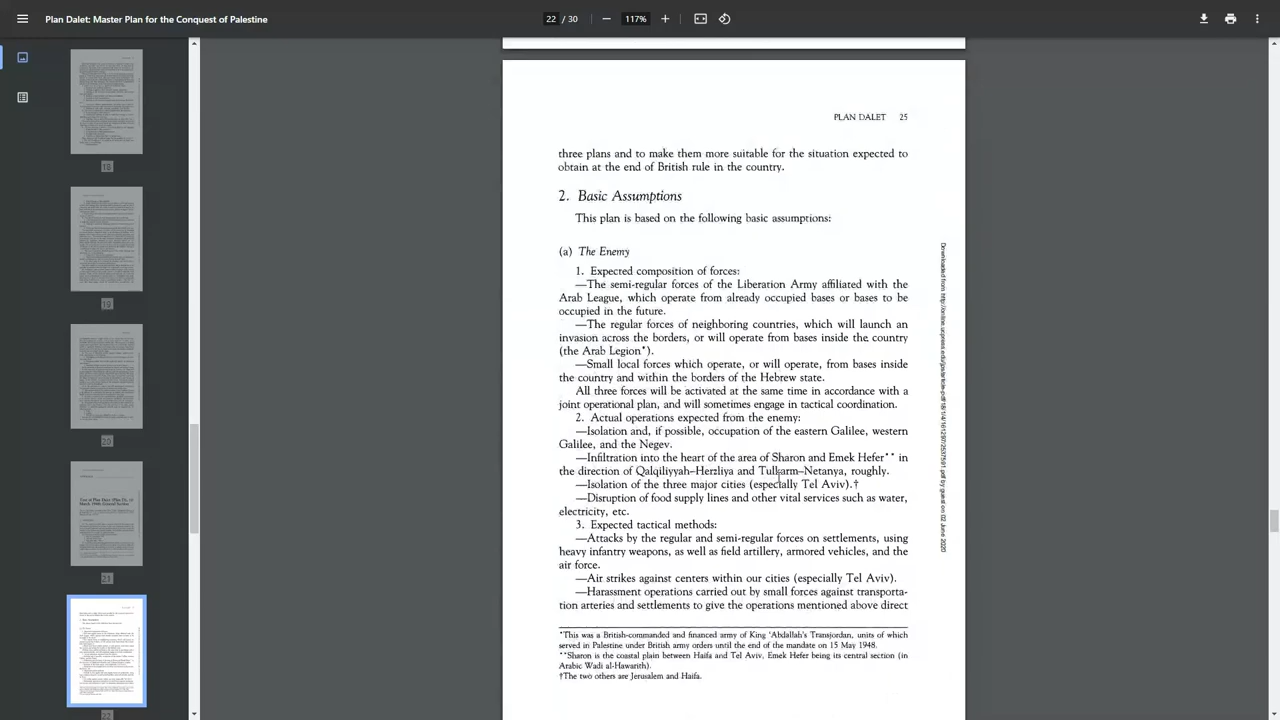 Plan Dalet: Master Plan for the Conquest of Palestine
22 / 30
117%
18
19
20
21
22
PLAN DALET 25
three plans and to make them more suitable for the situation expected to
obtain at the end of British rule in the country.
2. Basic Assumptions
This plan is based on the following basic assumptions:
(a) The Enemy
1. Expected composition of forces:
—The semi-regular forces of the Liberation Army affiliated with the
Arab League, which operate from already occupied bases or bases to be
occupied in the future.
—The regular forces of neighboring countries, which will launch an
invasion across the borders, or will operate from bases inside the country
(the Arab Legion*).
—Small local forces which operate, or will operate, from bases inside
the country and within the borders of the Hebrew state.
All three forces will be activated at the same time in accordance with a
joint operational plan, and will sometimes engage in tactical coordination.
2. Actual operations expected from the enemy:
—Isolation and, if possible, occupation of the eastern Galilee, western
Galilee, and the Negev.
—Infiltration into the heart of the area of Sharon and Emek Hefer** in
the direction of Qalqiliyyah–Herzliya and Tulkarm–Netanya, roughly.
—Isolation of the three major cities (especially Tel Aviv).†
—Disruption of food supply lines and other vital services such as water,
electricity, etc.
3. Expected tactical methods:
—Attacks by the regular and semi-regular forces on settlements, using
heavy infantry weapons, as well as field artillery, armored vehicles, and the
air force.
—Air strikes against centers within our cities (especially Tel Aviv).
—Harassment operations carried out by small forces against transporta-
tion arteries and settlements to give the operations mentioned above direct
*This was a British-commanded and financed army of King 'Abdallah's Transjordan, units of which
served in Palestine under British army orders until the end of the mandate on 15 May 1948.
**Sharon is the coastal plain between Haifa and Tel Aviv, Emek Hefer being its central section (in
Arabic Wadi al-Hawarith).
†The two others are Jerusalem and Haifa.
by guest on 02 June 2020